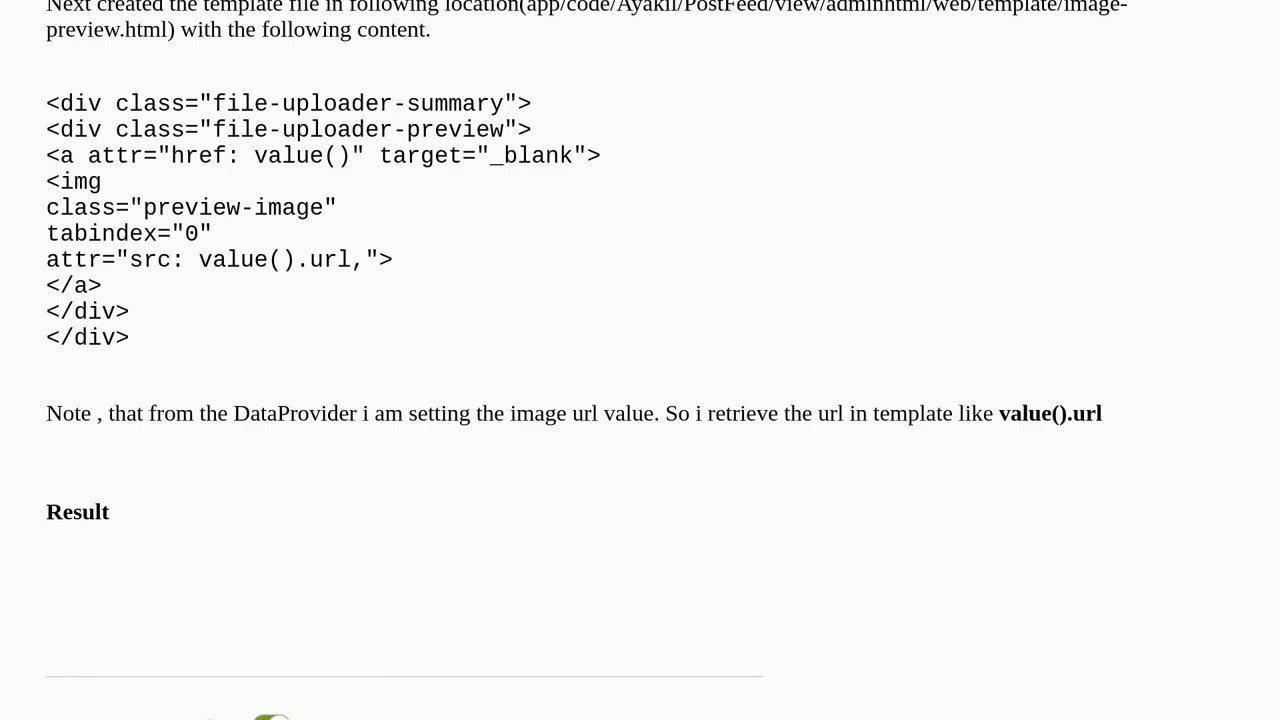 Next created the template file in following location(app/code/Ayakil/PostFeed/view/adminhtml/web/template/image-
preview.html) with the following content.
<div class="file-uploader-summary">
<div class="file-uploader-preview">
<a attr="href: value()" target="_blank">
<img
class="preview-image"
tabindex="0"
attr="src: value().url,">
</a>
</div>
</div>
Note , that from the DataProvider i am setting the image url value. So i retrieve the url in template like value().url
Result